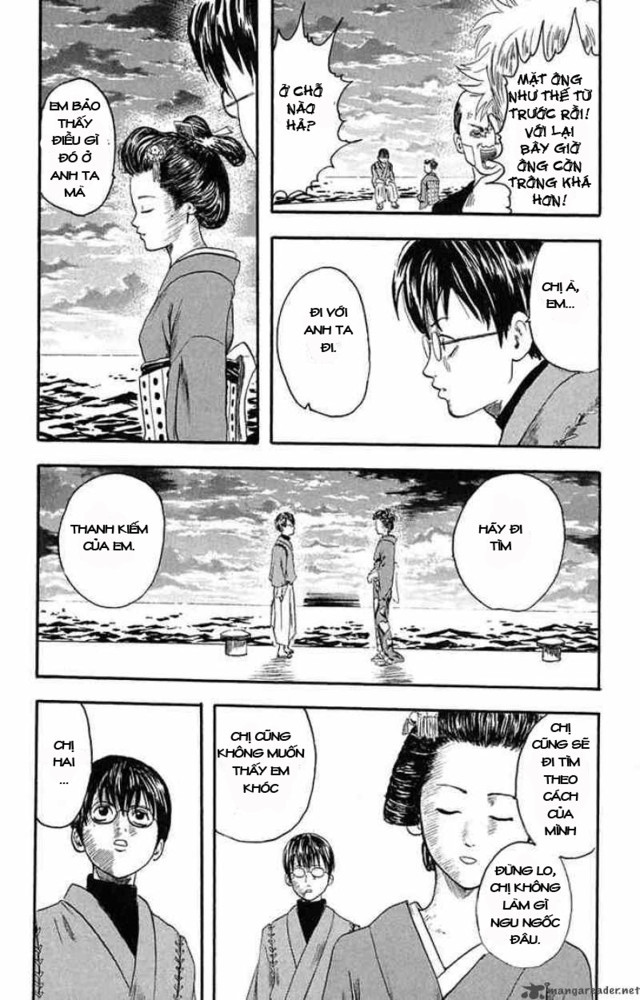 MẶT ÔNG
NHƯ THẾ TỪ
TRƯỚC RỒI!
VỚI LẠI
BÂY GIỜ
ÔNG CÒN
TRÔNG KHÁ
HƠN!
Ở CHỖ
NÀO
HẢ?
EM BẢO
THẤY
ĐIỀU GÌ
ĐÓ Ở
ANH TA
MÀ
CHỊ À,
EM...
ĐI VỚI
ANH TA
ĐI.
HÃY ĐI
TÌM
THANH KIẾM
CỦA EM.
CHỊ
CŨNG SẼ
ĐI TÌM
THEO
CÁCH
CỦA
MÌNH
ĐỪNG LO,
CHỊ KHÔNG
LÀM GÌ
NGU NGỐC
ĐÂU.
CHỊ CŨNG
KHÔNG MUỐN
THẤY EM
KHÓC
CHỊ
HAI
...
mangareader.net